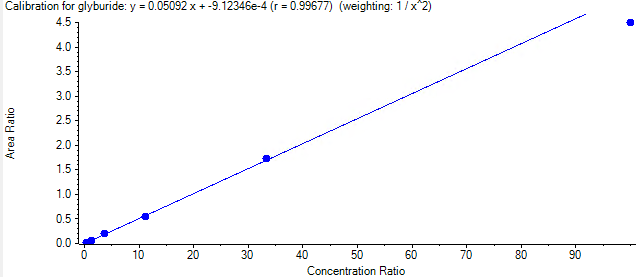 Calibration for glyburide: y = 0.05092 x + -9.12346e-4 (r = 0.99677) (weighting: 1 / x^2)
4.5
4.0
3.5
3.0
2.5
2.0
1.5
1.0
0.5
0.0
Area Ratio
0 10 20 30 40 50 60 70 80 90
Concentration Ratio